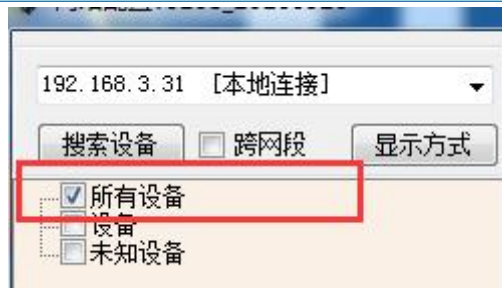 192.168.3.31 [本地连接]
搜索设备 跨网段 显示方式
所有设备
设备
未知设备